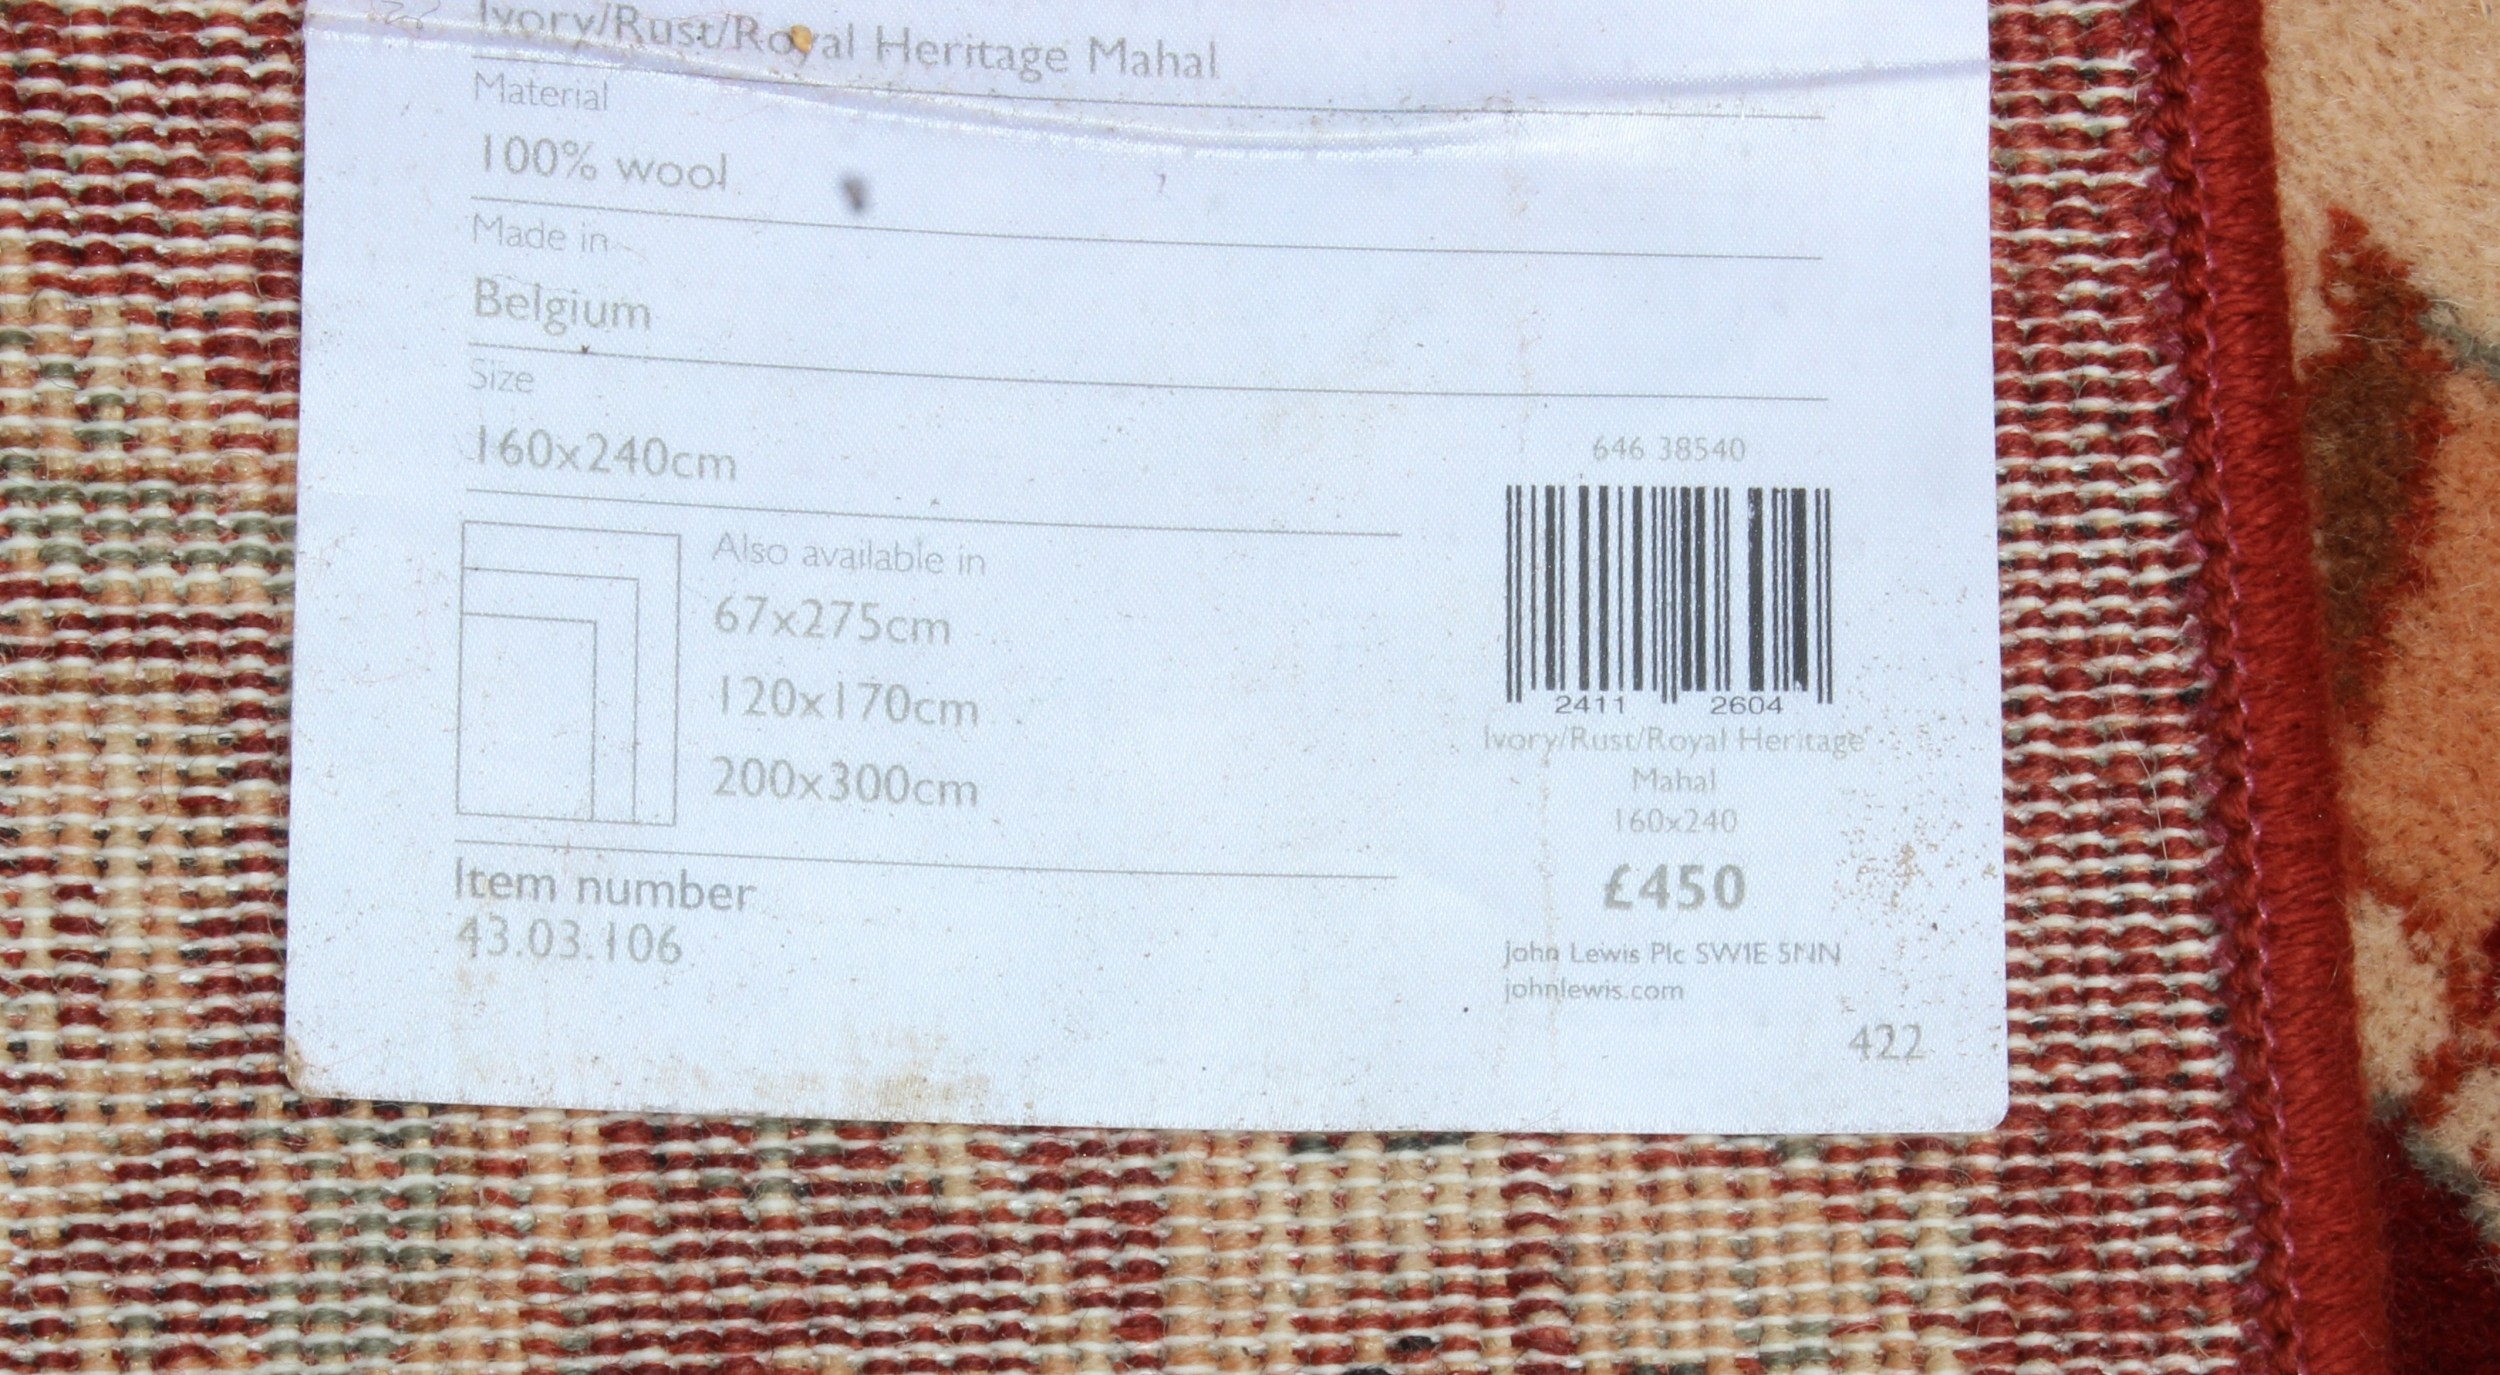 Ivory/Rust/Royal Heritage Mahal
Material
100% wool
Made in
Belgium
Size
160x240cm
Also available in
67x275cm
120x170cm
200x300cm
Item number
43.03.106
646 38540
2411 2604
Ivory/Rust/Royal Heritage
Mahal
160x240
£450
John Lewis Plc SW1E 5NN
johnlewis.com
422